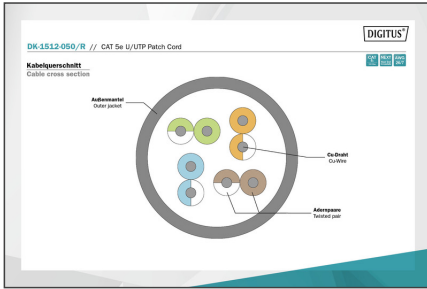 DIGITUS®
DK-1512-050/R // CAT 5e U/UTP Patch Cord
Kabelquerschnitt
Cable cross section
Außenmantel
Outer jacket
Cu-Draht
Cu-Wire
Aderspaare
Twisted pair